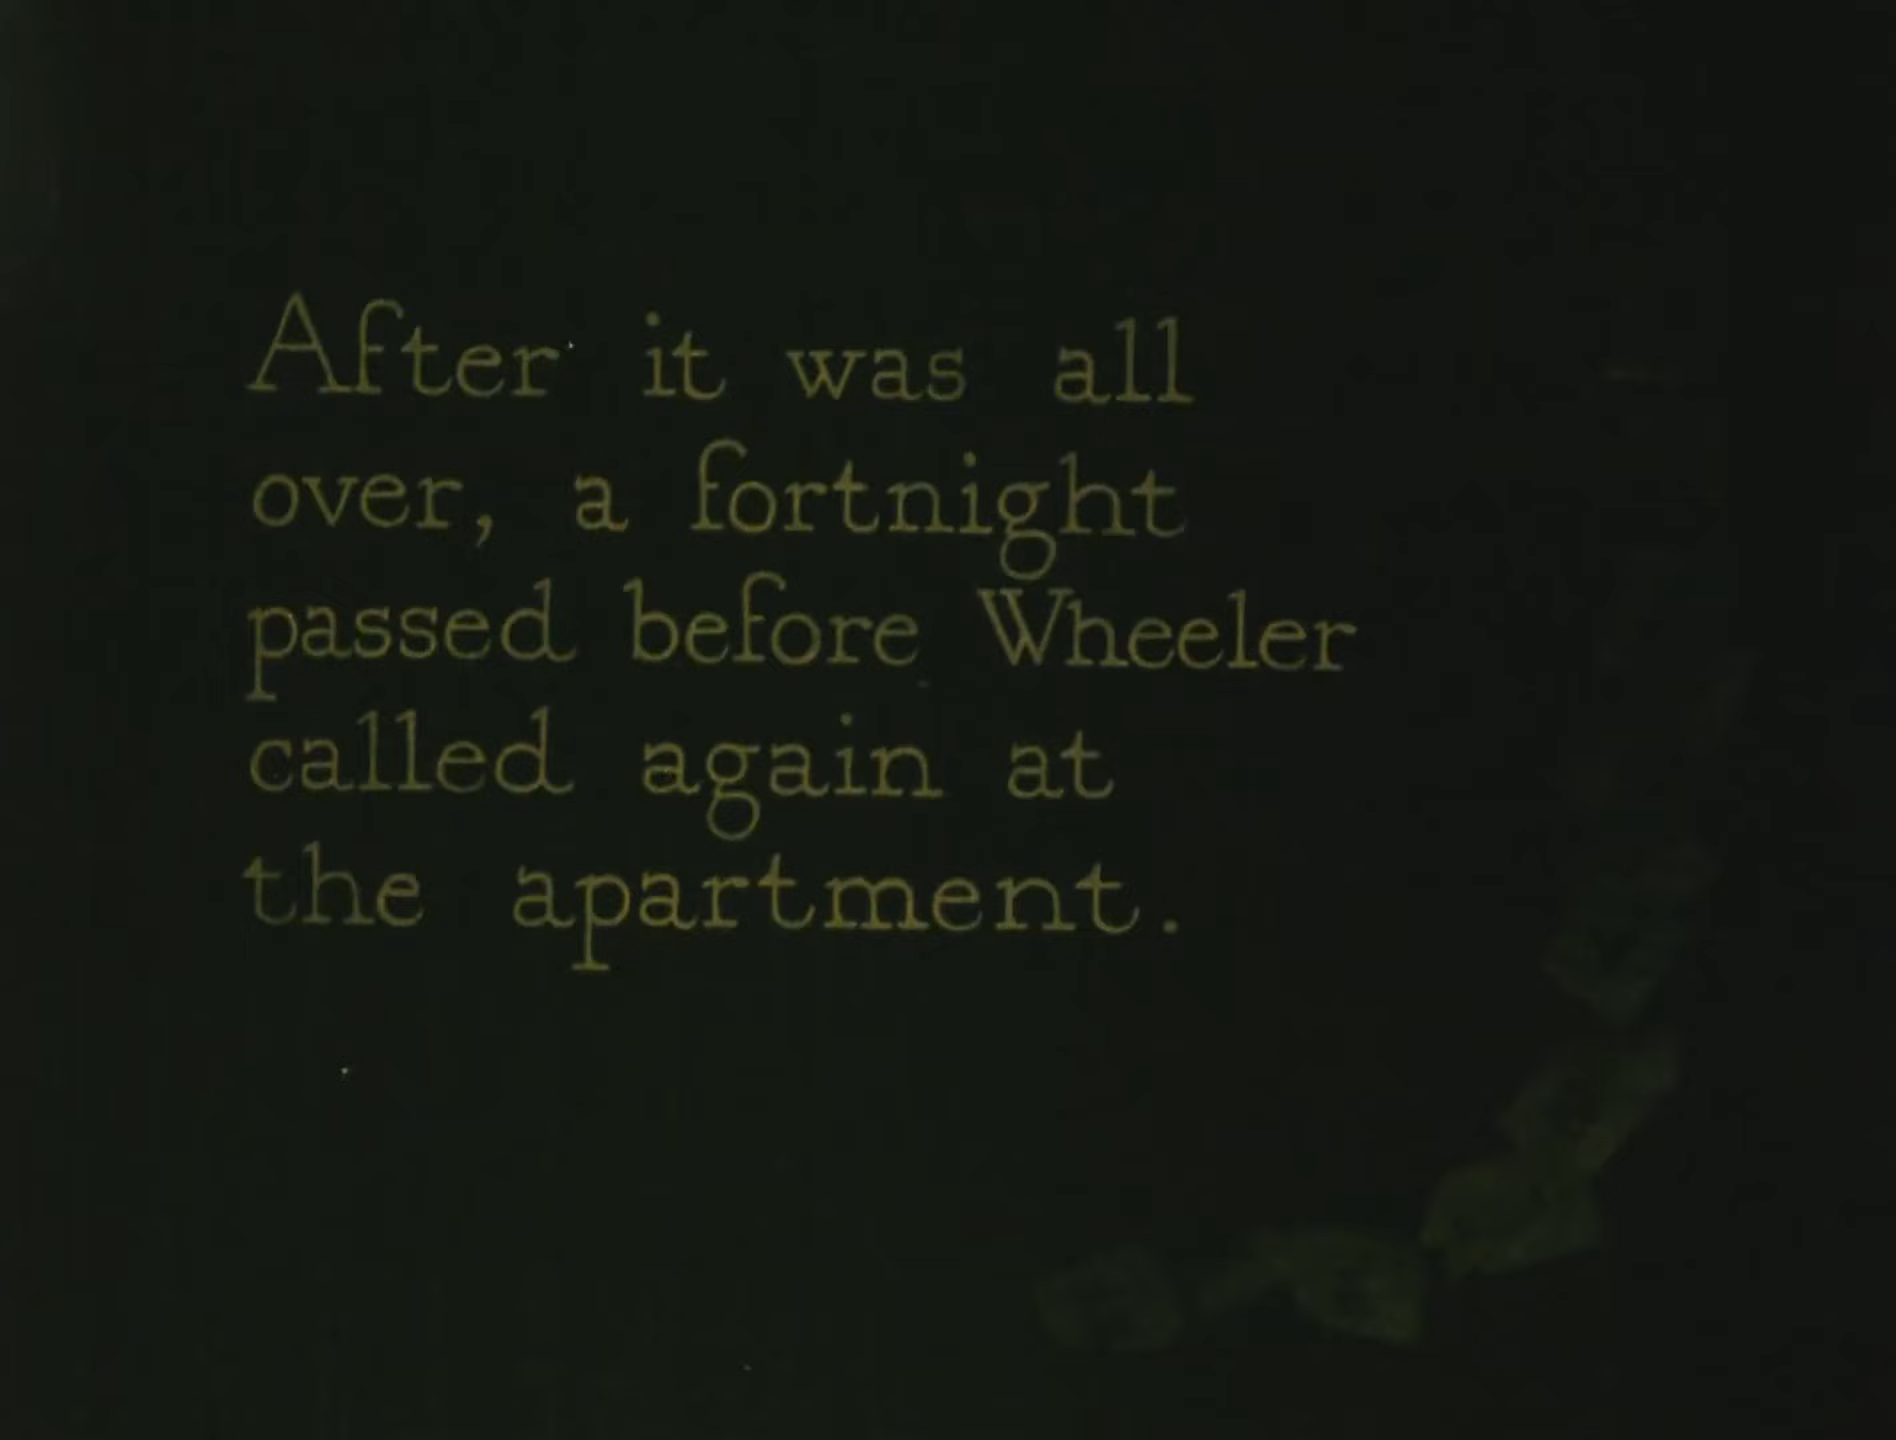 After it was all
over, a fortnight
passed before Wheeler
called again at
the apartment.